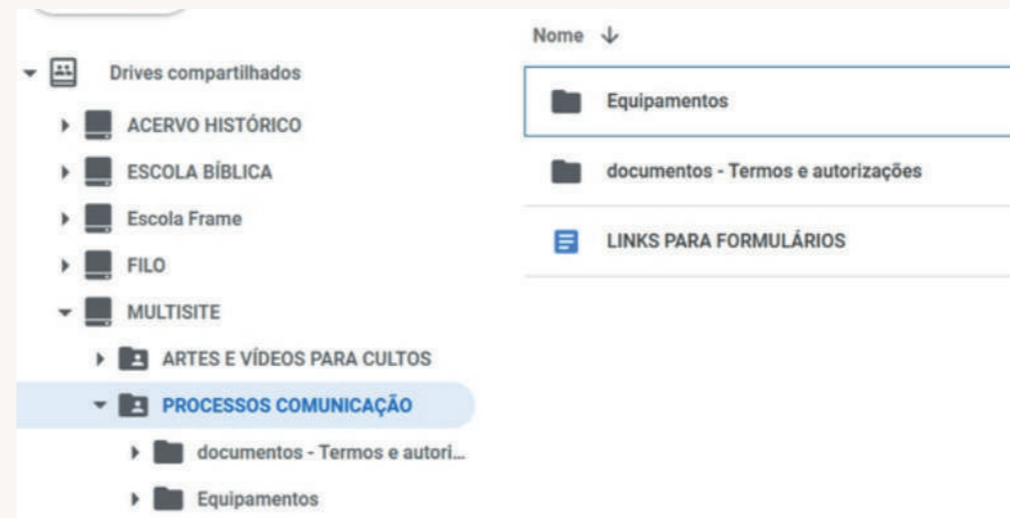 Drives compartilhados
ACERVO HISTÓRICO
ESCOLA BÍBLICA
Escola Frame
FILO
MULTISITE
ARTES E VÍDEOS PARA CULTOS
PROCESSOS COMUNICAÇÃO
documentos - Termos e autori...
Equipamentos
Nome
Equipamentos
documentos - Termos e autorizações
LINKS PARA FORMULÁRIOS